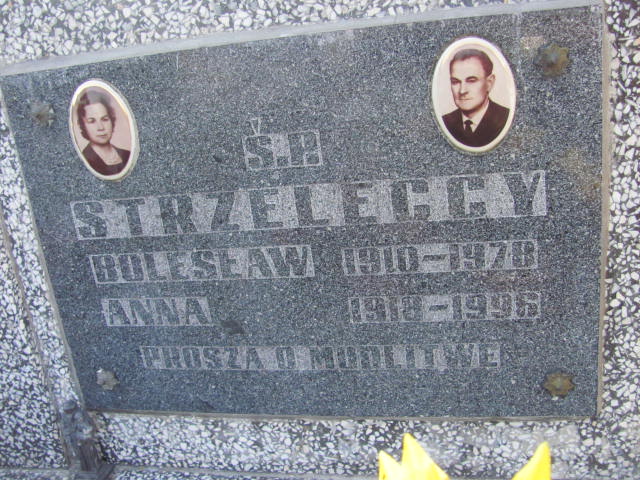 Ś.P.
STRZELECCY
BOLESŁAW 1910-1978
ANNA 1918-1996
PROSZĄ O MODLITWĘ